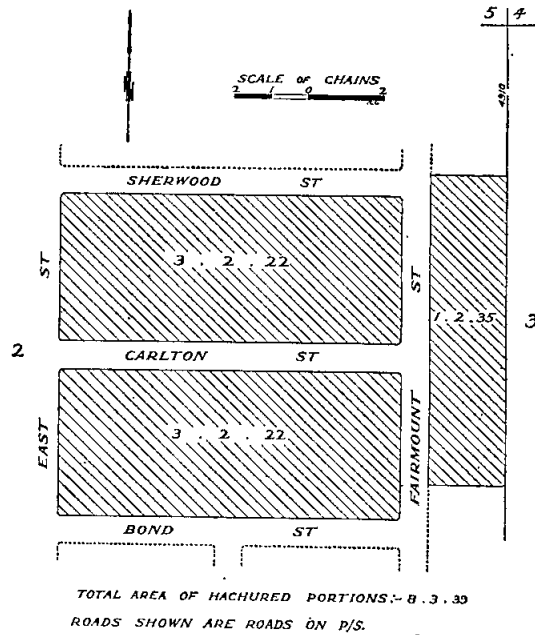 5 4
SCALE OF CHAINS
2 1 0 2
SHERWOOD ST
3 . 2 . 22
ST
ST
1.2.35
3
2
CARLTON ST
3 . 2 . 22
EAST
FAIRMOUNT
BOND ST
TOTAL AREA OF HACHURED PORTIONS:- 8.3.39
ROADS SHOWN ARE ROADS ON P/S.